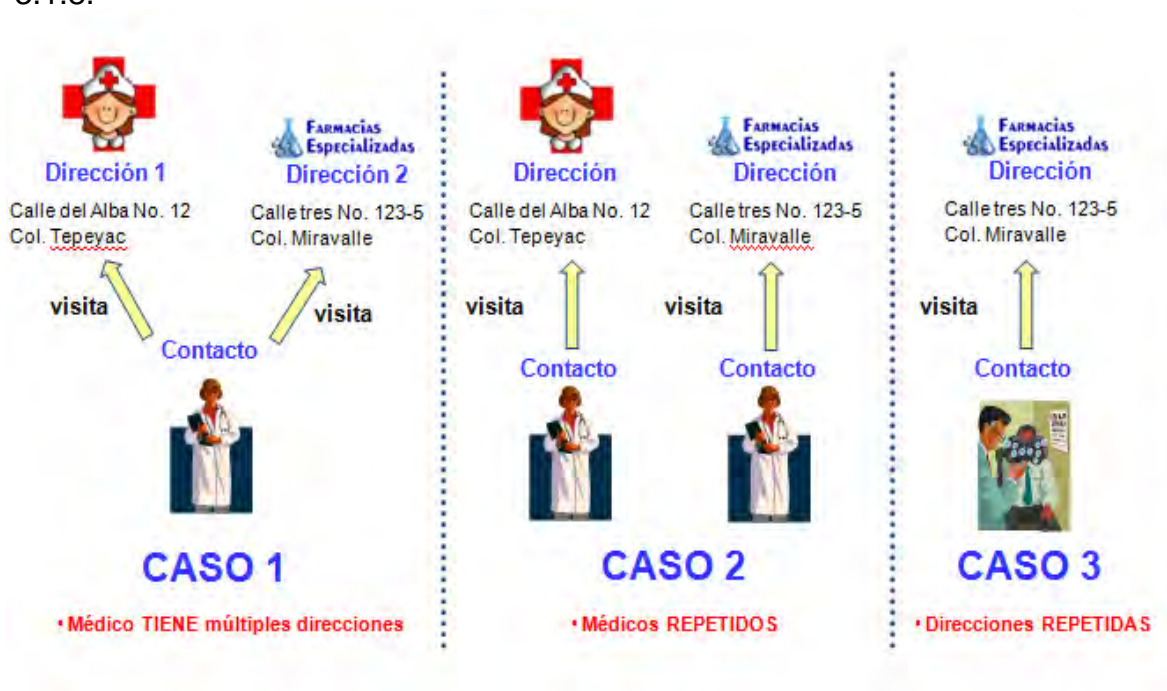 Dirección 1
Calle del Alba No. 12
Col. Tepeyac
FARMACIAS
ESPECIALIZADAS
Dirección 2
Calle tres No. 123-5
Col. Miravalle
visita
visita
Contacto
CASO 1
• Médico TIENE múltiples direcciones
Dirección
Calle del Alba No. 12
Col. Tepeyac
FARMACIAS
ESPECIALIZADAS
Dirección
Calle tres No. 123-5
Col. Miravalle
visita
visita
Contacto
Contacto
CASO 2
• Médicos REPETIDOS
FARMACIAS
ESPECIALIZADAS
Dirección
Calle tres No. 123-5
Col. Miravalle
visita
Contacto
CASO 3
• Direcciones REPETIDAS